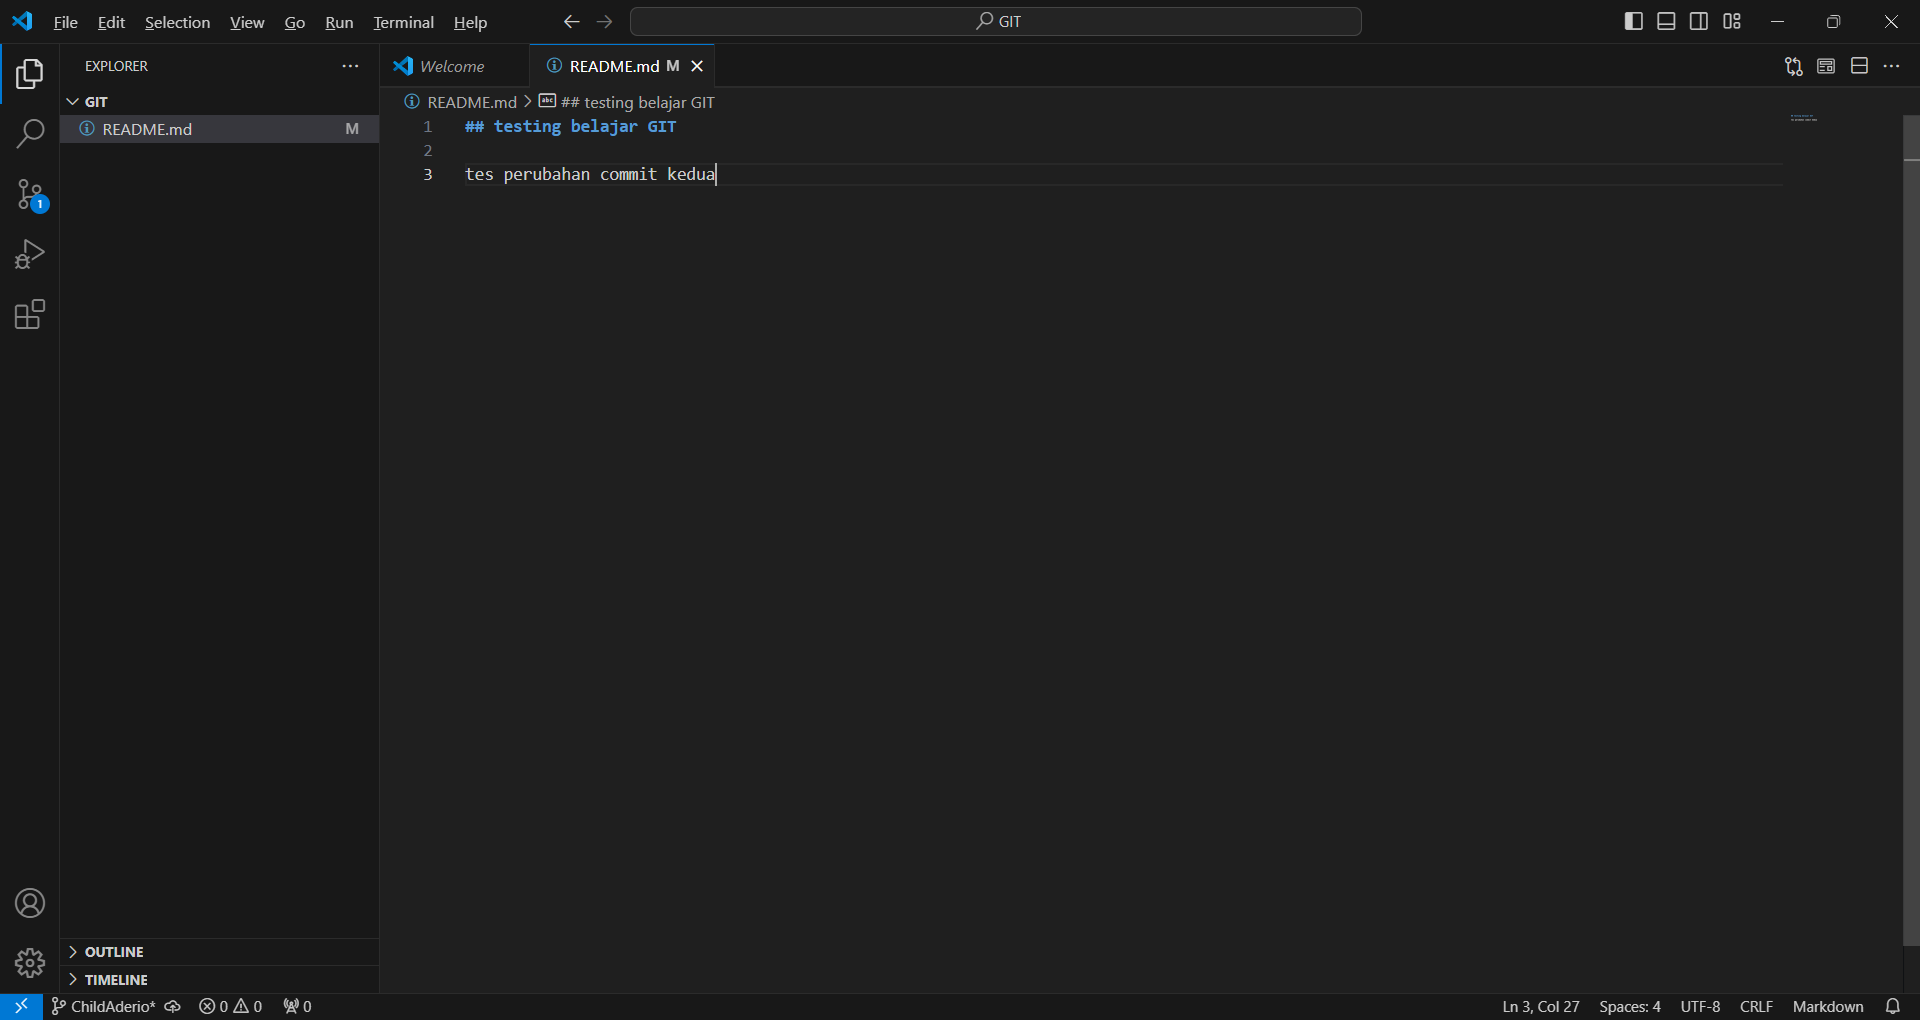 File Edit Selection View Go Run Terminal Help
GIT
EXPLORER
Welcome
README.md M
GIT
README.md M
README.md > ## testing belajar GIT
1 ## testing belajar GIT
2
3 tes perubahan commit kedua
1
OUTLINE
TIMELINE
ChildAderio* 0 0 0
Ln 3, Col 27 Spaces: 4 UTF-8 CRLF Markdown